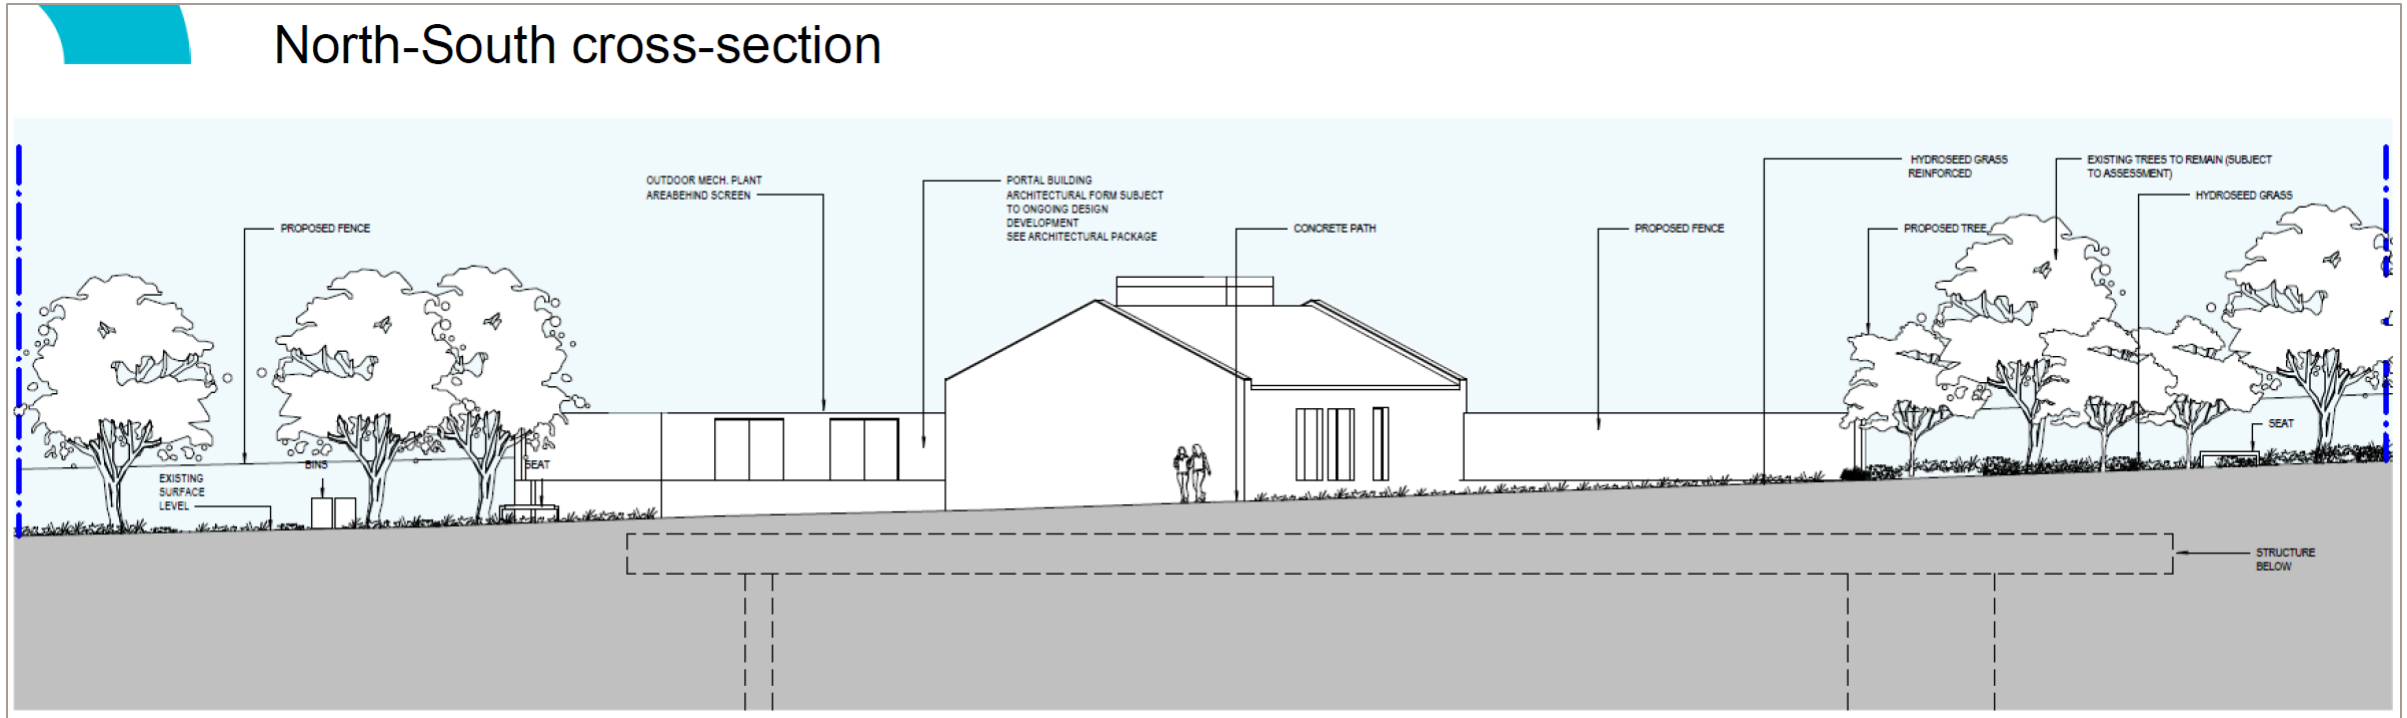 North-South cross-section
OUTDOOR MECH. PLANT
AREABEHIND SCREEN
PORTAL BUILDING
ARCHITECTURAL FORM SUBJECT
TO ONGOING DESIGN
DEVELOPMENT
SEE ARCHITECTURAL PACKAGE
HYDROSEED GRASS
REINFORCED
EXISTING TREES TO REMAIN (SUBJECT
TO ASSESSMENT)
HYDROSEED GRASS
PROPOSED FENCE
CONCRETE PATH
PROPOSED FENCE
PROPOSED TREE
SEAT
BINS
SEAT
EXISTING
SURFACE
LEVEL
STRUCTURE
BELOW